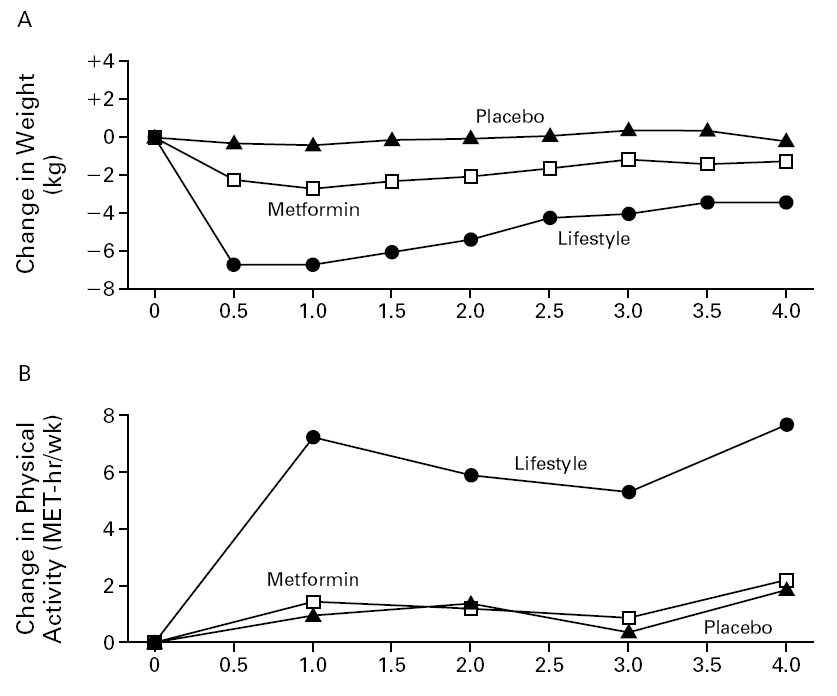 A
Change in Weight
(kg)
+4
+2
0
−2
−4
−6
−8
Placebo
Metformin
Lifestyle
0 0.5 1.0 1.5 2.0 2.5 3.0 3.5 4.0
B
Change in Physical
Activity (MET-hr/wk)
8
6
4
2
0
Lifestyle
Metformin
Placebo
0 0.5 1.0 1.5 2.0 2.5 3.0 3.5 4.0